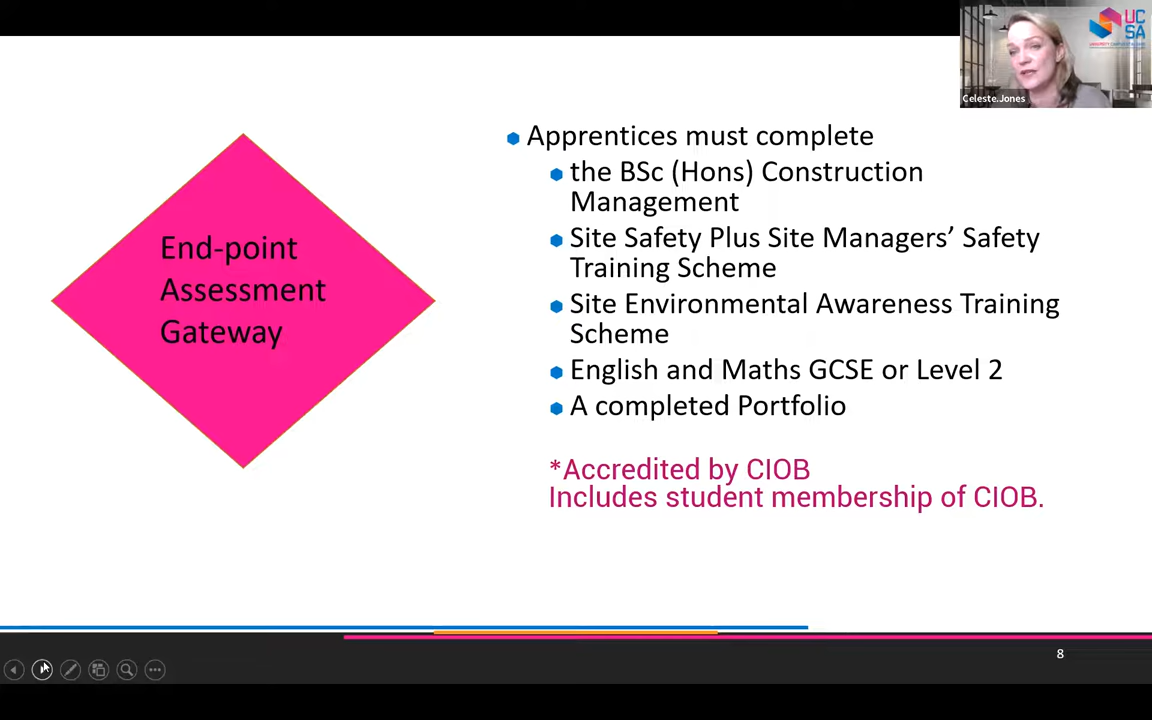 UC
SA
Celeste.Jones
End-point
Assessment
Gateway
Apprentices must complete
the BSc (Hons) Construction
Management
Site Safety Plus Site Managers’ Safety
Training Scheme
Site Environmental Awareness Training
Scheme
English and Maths GCSE or Level 2
A completed Portfolio
*Accredited by CIOB
Includes student membership of CIOB.
8